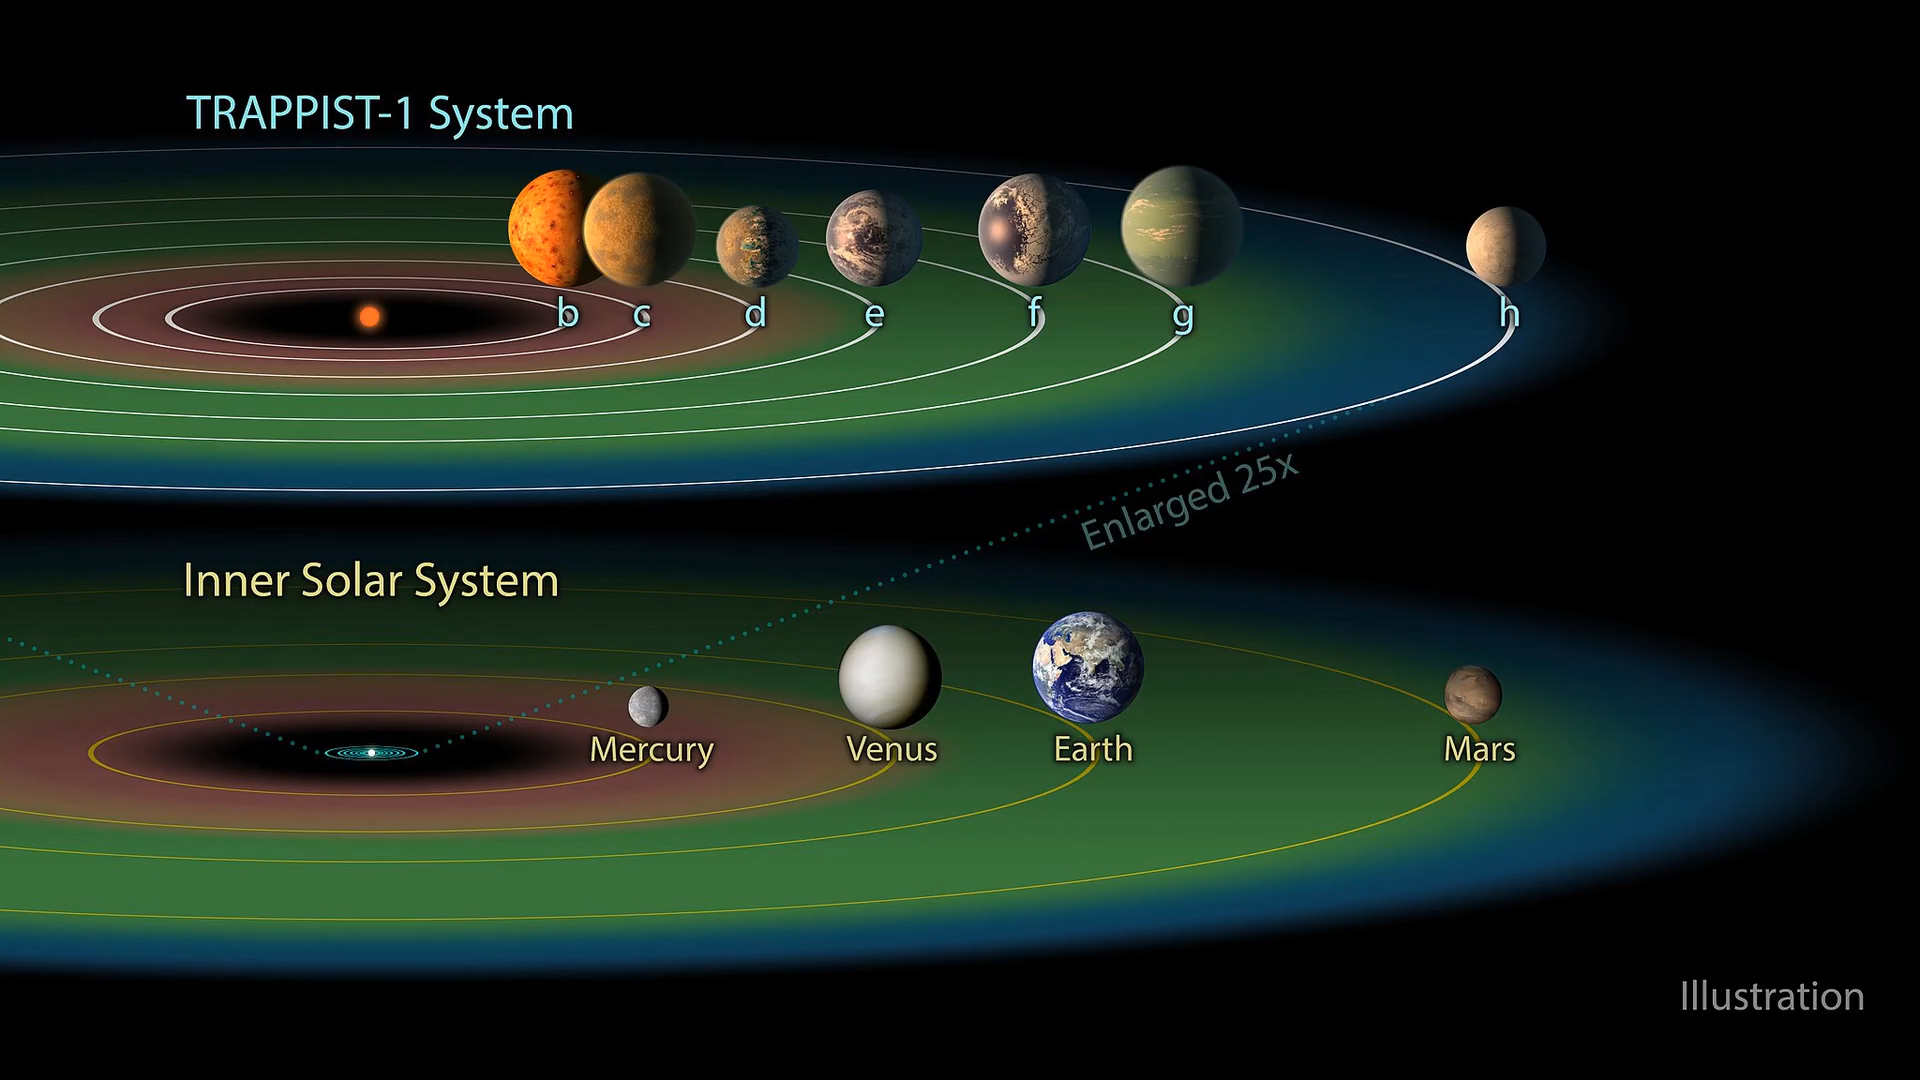 TRAPPIST-1 System
b c d e f g h
Enlarged 25x
Inner Solar System
Mercury Venus Earth Mars
Illustration